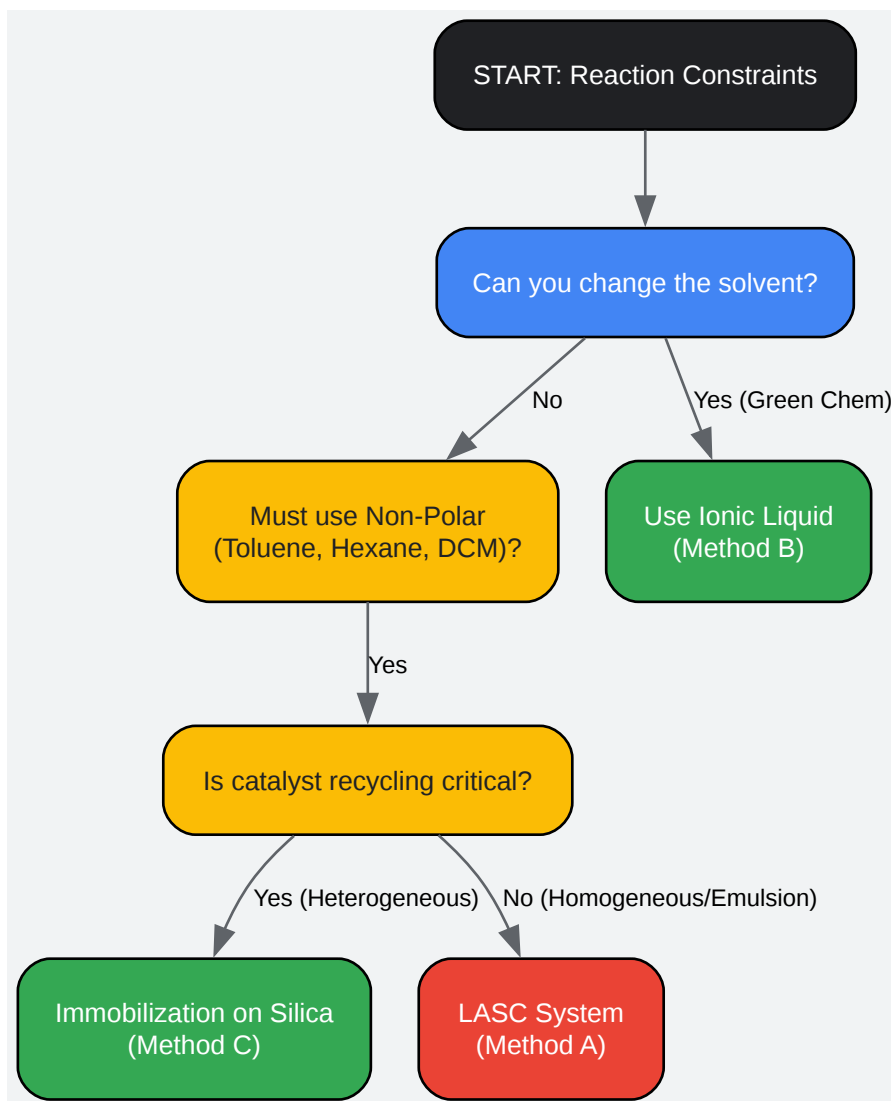 START: Reaction Constraints
Can you change the solvent?
No
Yes (Green Chem)
Must use Non-Polar
(Toluene, Hexane, DCM)?
Use Ionic Liquid
(Method B)
Yes
Is catalyst recycling critical?
Yes (Heterogeneous)
No (Homogeneous/Emulsion)
Immobilization on Silica
(Method C)
LASC System
(Method A)